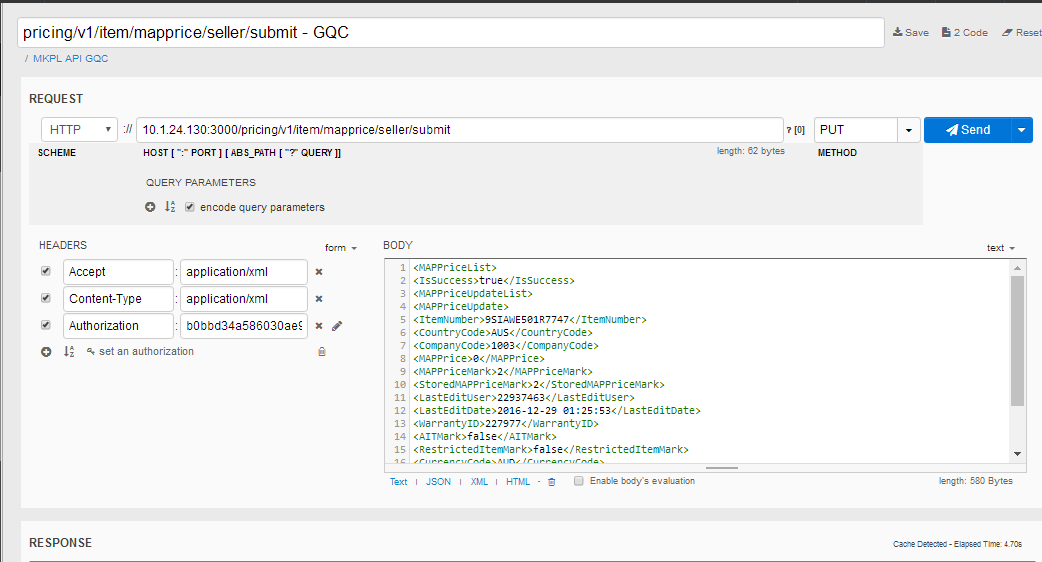 pricing/v1/item/mapprice/seller/submit - GQC
Save 2 Code Reset
/ MKPL API GQC
REQUEST
HTTP :// 10.1.24.130:3000/pricing/v1/item/mapprice/seller/submit ? [0] PUT Send
SCHEME HOST [ ":" PORT ] [ ABS_PATH [ "?" QUERY ]] length: 62 bytes METHOD
QUERY PARAMETERS
encode query parameters
HEADERS form
Accept : application/xml
Content-Type : application/xml
Authorization : b0bbd34a586030ae9
set an authorization
BODY text
1 <MAPPriceList>
2 <IsSuccess>true</IsSuccess>
3 <MAPPriceUpdateList>
4 <MAPPriceUpdate>
5 <ItemNumber>9SIAWE501R7747</ItemNumber>
6 <CountryCode>AUS</CountryCode>
7 <CompanyCode>1003</CompanyCode>
8 <MAPPrice>0</MAPPrice>
9 <MAPPriceMark>2</MAPPriceMark>
10 <StoredMAPPriceMark>2</StoredMAPPriceMark>
11 <LastEditUser>22937463</LastEditUser>
12 <LastEditDate>2016-12-29 01:25:53</LastEditDate>
13 <WarrantyID>227977</WarrantyID>
14 <AITMark>false</AITMark>
15 <RestrictedItemMark>false</RestrictedItemMark>
16 <CurrencyCode>AUD</CurrencyCode>
Text | JSON | XML | HTML - Enable body's evaluation length: 580 Bytes
RESPONSE
Cache Detected - Elapsed Time: 4.70s